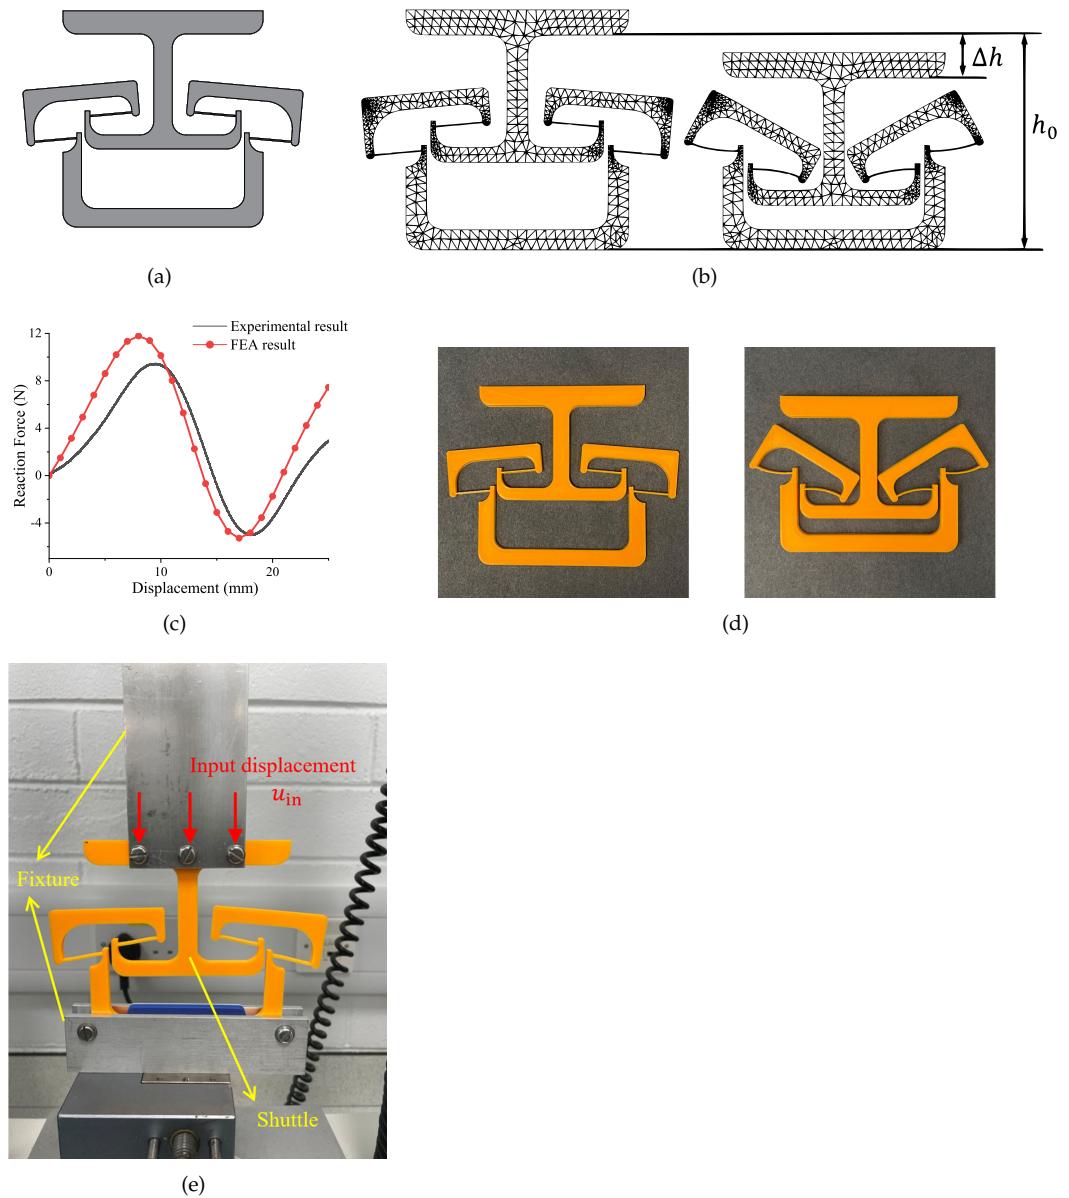 Δh
h₀
(a)
(b)
Experimental result
FEA result
12
8
4
0
-4
Reaction Force (N)
0
10
20
Displacement (mm)
(c)
(d)
Input displacement
u_in
Fixture
Shuttle
(e)